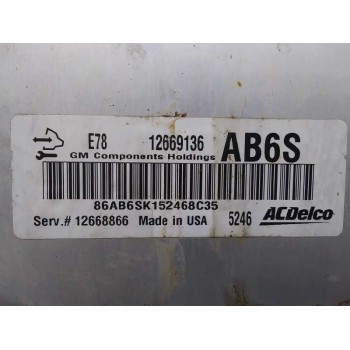 E78 12669136 AB6S
GM Components Holdings
86AB6SK152468C35
Serv.# 12668866 Made in USA 5246 ACDelco